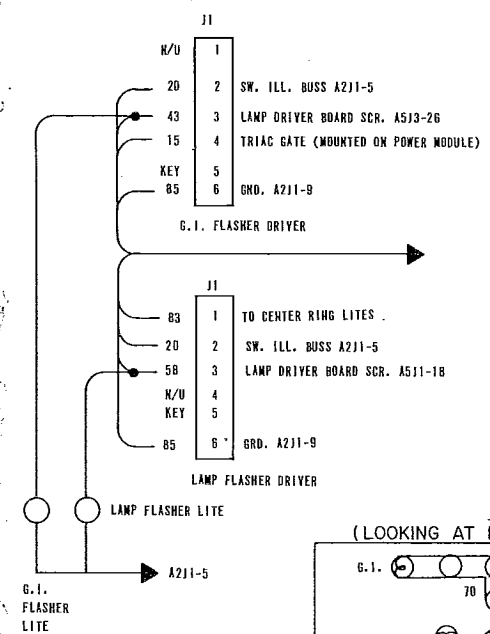 J1
N/U 1
20 2 SW. ILL. BUSS A2J1-5
43 3 LAMP DRIVER BOARD SCR. A5J3-26
15 4 TRIAC GATE (MOUNTED ON POWER MODULE)
KEY 5
85 6 GND. A2J1-9
G.I. FLASHER DRIVER
J1
83 1 TO CENTER RING LITES .
20 2 SW. ILL. BUSS A2J1-5
58 3 LAMP DRIVER BOARD SCR. A5J1-18
N/U 4
KEY 5
85 6 GRD. A2J1-9
LAMP FLASHER DRIVER
LAMP FLASHER LITE
A2J1-5
G.I.
FLASHER
LITE
(LOOKING AT
G.I.
70